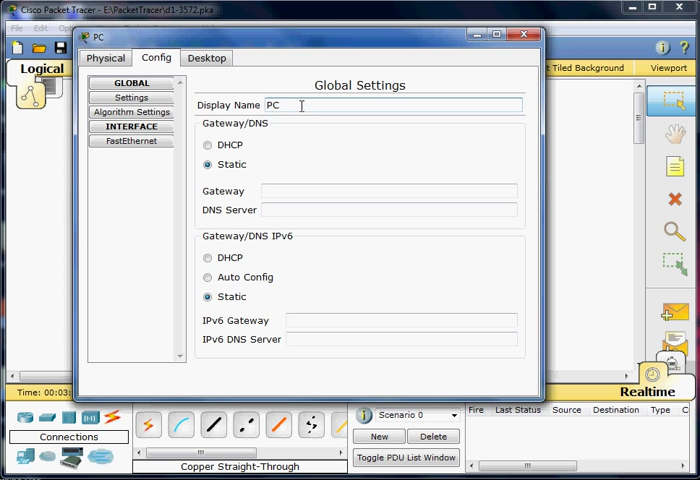 Cisco Packet Tracer - E:\PacketTracer\d1-3572.pka
File Edit
PC
Physical Config Desktop
Logical
Tiled Background Viewport
GLOBAL
Settings
Algorithm Settings
INTERFACE
FastEthernet
Global Settings
Display Name PC
Gateway/DNS
DHCP
Static
Gateway
DNS Server
Gateway/DNS IPv6
DHCP
Auto Config
Static
IPv6 Gateway
IPv6 DNS Server
Time: 00:03:
Realtime
Connections
Copper Straight-Through
Scenario 0
New Delete
Toggle PDU List Window
Fire Last Status Source Destination Type C